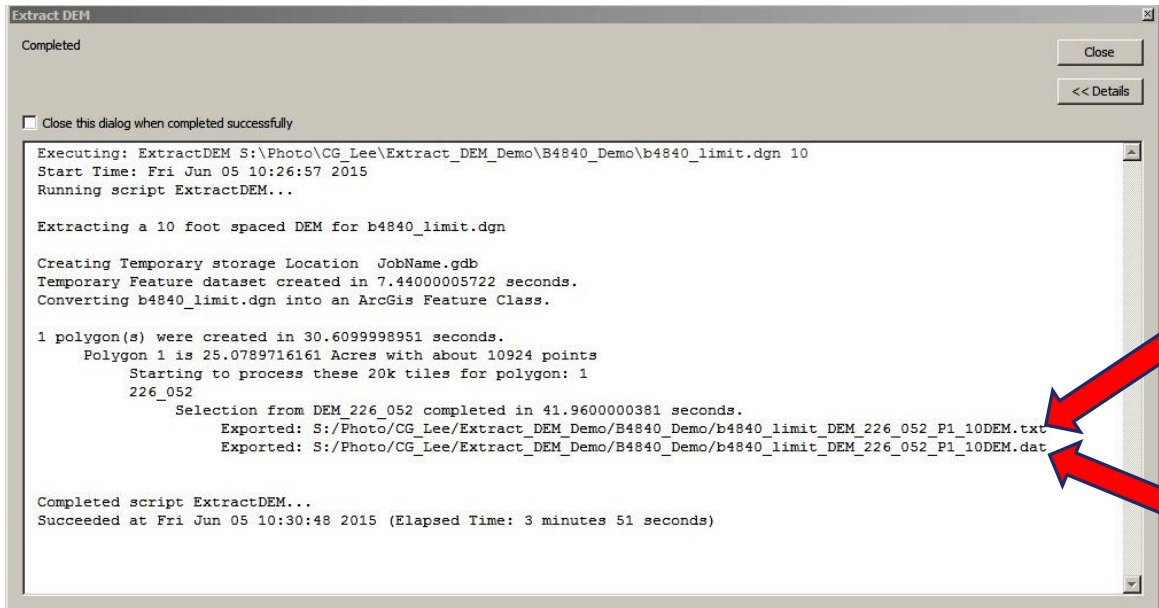 Extract DEM
Completed
Close
<< Details
Close this dialog when completed successfully
Executing: ExtractDEM S:\Photo\CG_Lee\Extract_DEM_Demo\B4840_Demo\b4840_limit.dgn 10
Start Time: Fri Jun 05 10:26:57 2015
Running script ExtractDEM...
Extracting a 10 foot spaced DEM for b4840_limit.dgn
Creating Temporary storage Location  JobName.gdb
Temporary Feature dataset created in 7.44000005722 seconds.
Converting b4840_limit.dgn into an ArcGis Feature Class.
1 polygon(s) were created in 30.6099998951 seconds.
Polygon 1 is 25.0789716161 Acres with about 10924 points
Starting to process these 20k tiles for polygon: 1
226_052
Selection from DEM_226_052 completed in 41.9600000381 seconds.
Exported: S:/Photo/CG_Lee/Extract_DEM_Demo/B4840_Demo/b4840_limit_DEM_226_052_P1_10DEM.txt
Exported: S:/Photo/CG_Lee/Extract_DEM_Demo/B4840_Demo/b4840_limit_DEM_226_052_P1_10DEM.dat
Completed script ExtractDEM...
Succeeded at Fri Jun 05 10:30:48 2015 (Elapsed Time: 3 minutes 51 seconds)